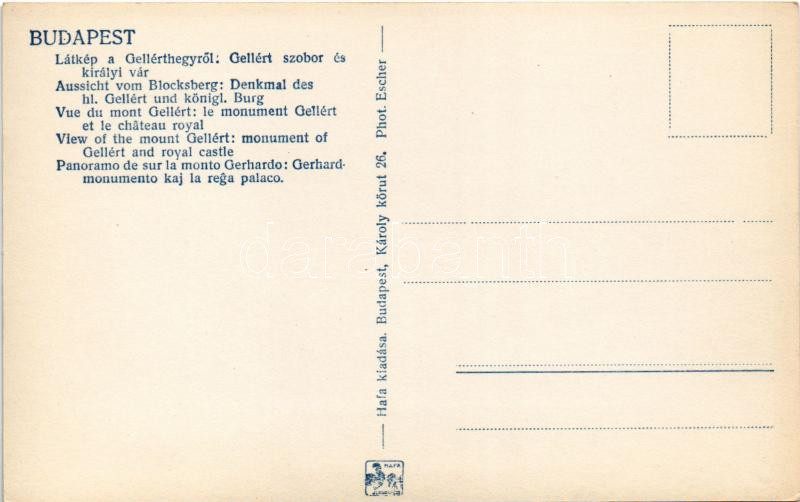 BUDAPEST
Látkép a Gellérthegyről: Gellért szobor és
királyi vár
Aussicht vom Blocksberg: Denkmal des
hl. Gellért und königl. Burg
Vue du mont Gellért: le monument Gellért
et le château royal
View of the mount Gellért: monument of
Gellért and royal castle
Panoramo de sur la monto Gerhardo: Gerhard-
monumento kaj la reĝa palaco.
Hafa kiadása. Budapest, Károly körut 26. Phot. Escher
darabanth
HAFA